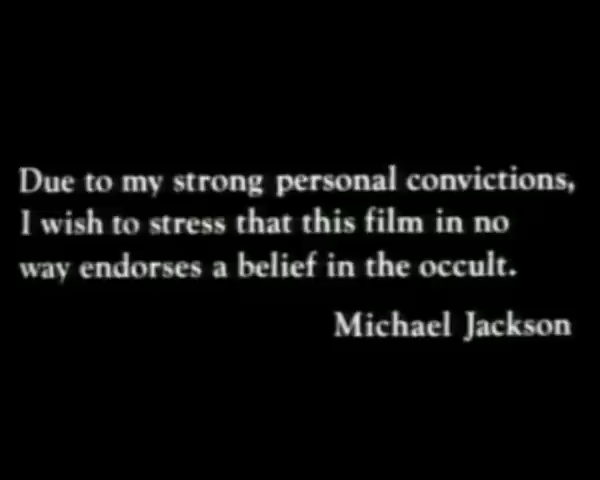 Due to my strong personal convictions,
I wish to stress that this film in no
way endorses a belief in the occult.
Michael Jackson